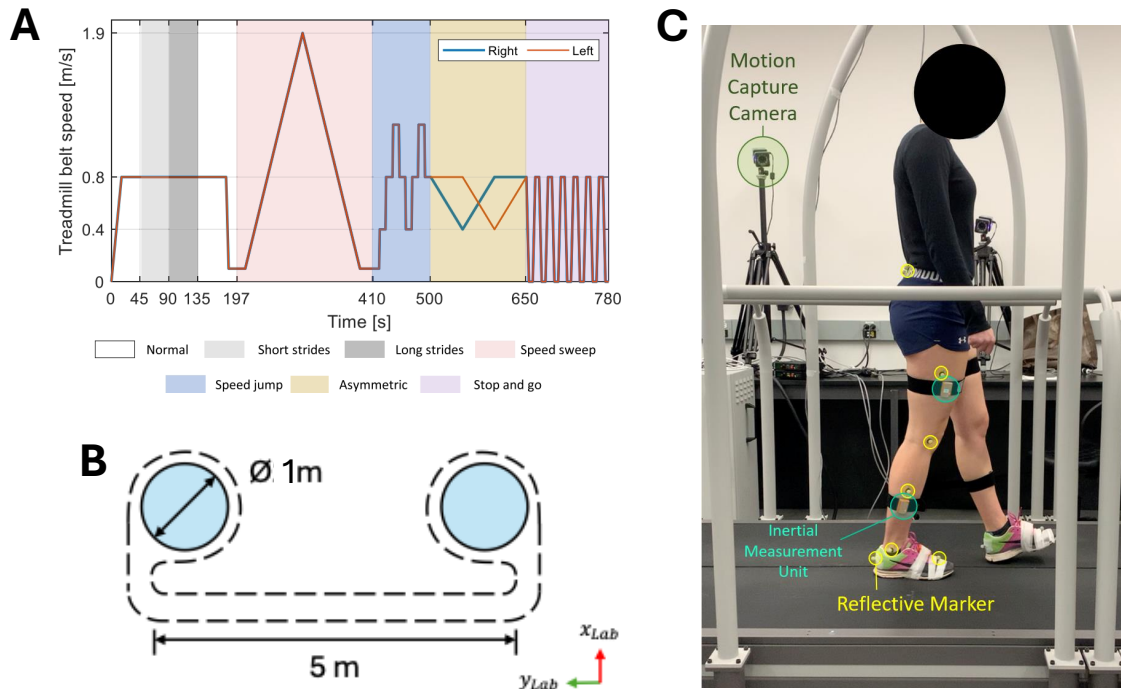 A
Treadmill belt speed [m/s]
1.9
0.8
0.4
0
Right
Left
0
45
90
135
197
410
500
650
780
Time [s]
Normal
Short strides
Long strides
Speed sweep
Speed jump
Asymmetric
Stop and go
B
Ø 1m
5 m
xLab
yLab
C
Motion
Capture
Camera
Inertial
Measurement
Unit
Reflective Marker